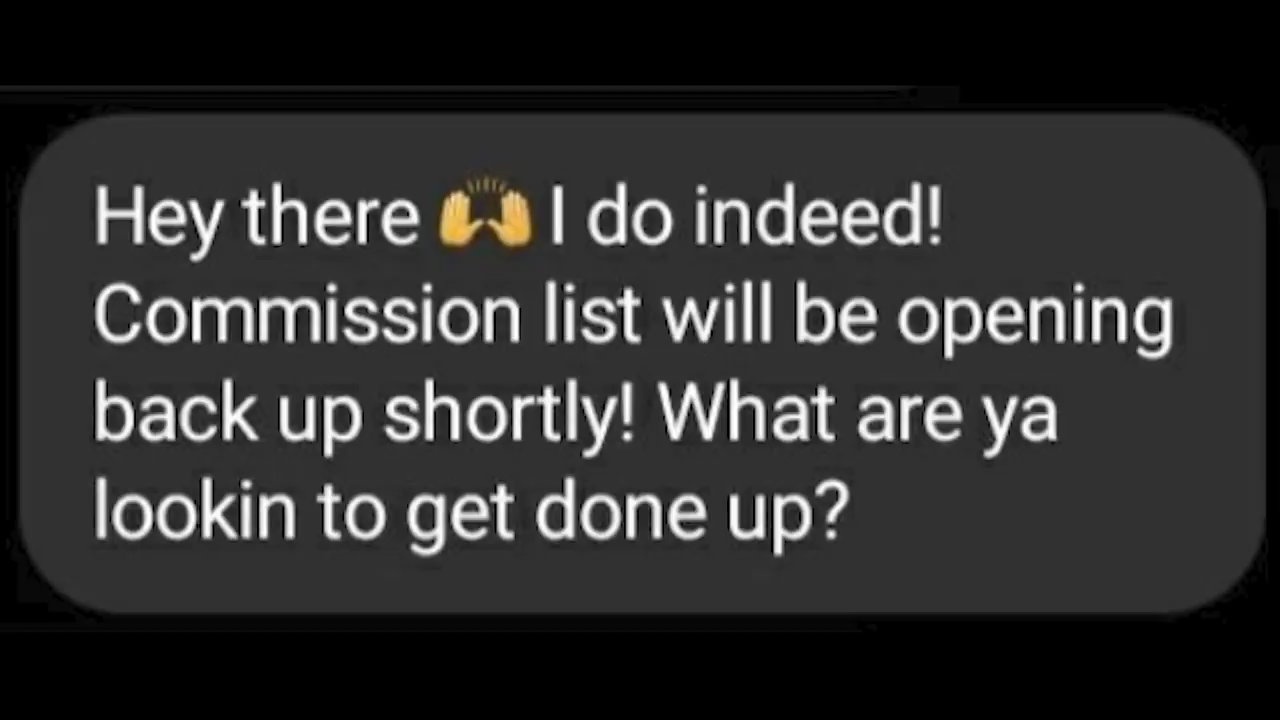 Hey there 🙌 I do indeed!
Commission list will be opening
back up shortly! What are ya
lookin to get done up?